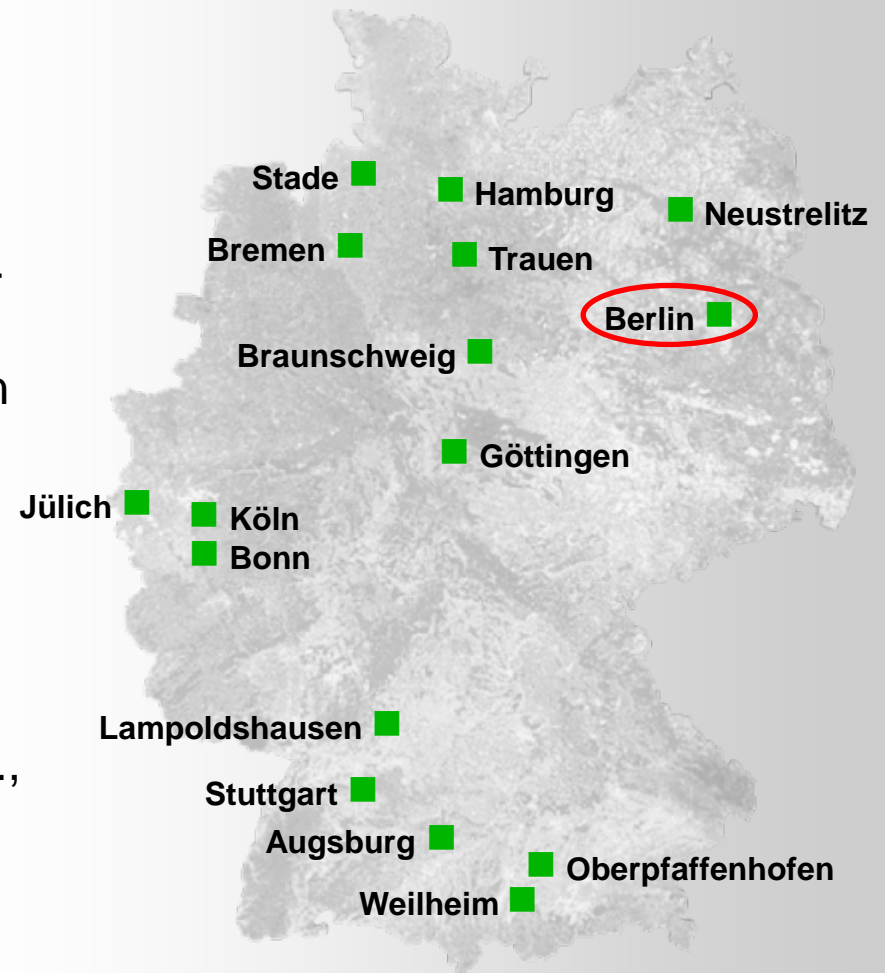 Stade
Hamburg
Neustrelitz
Bremen
Trauen
Berlin
Braunschweig
Göttingen
Jülich
Köln
Bonn
Lampoldshausen
Stuttgart
Augsburg
Oberpfaffenhofen
Weilheim